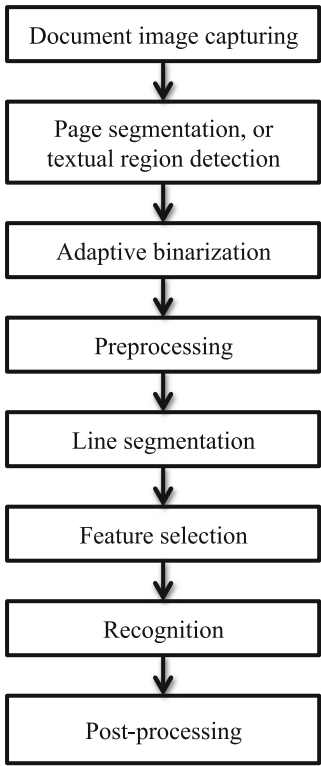 Document image capturing
Page segmentation, or
textual region detection
Adaptive binarization
Preprocessing
Line segmentation
Feature selection
Recognition
Post-processing